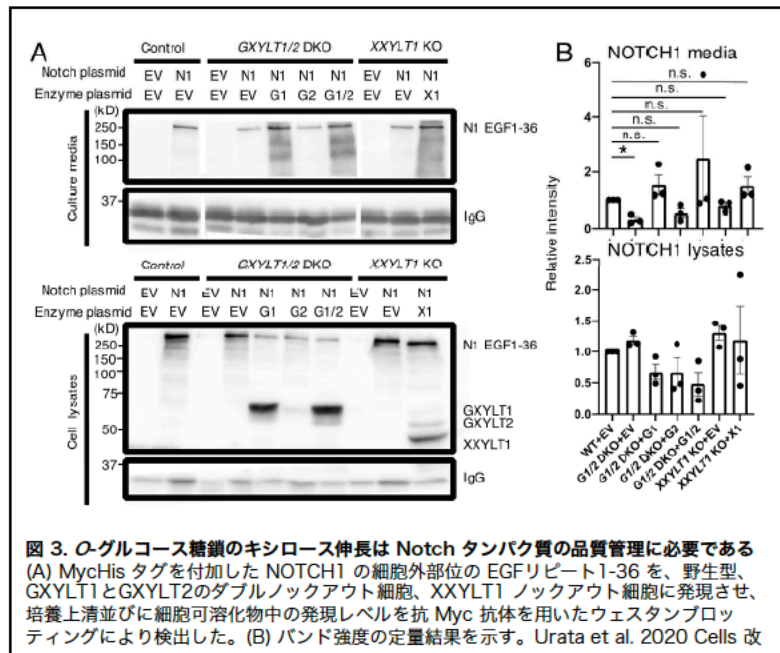 A
Control GXYLT1/2 DKO XXYLT1 KO
Notch plasmid EV N1 EV N1 N1 N1 N1 EV N1 N1
Enzyme plasmid EV EV EV EV G1 G2 G1/2 EV EV X1
(kD)
250
150
100
N1 EGF1-36
Culture media
37
IgG
Control GXYLT1/2 DKO XXYLT1 KO
Notch plasmid EV N1 EV N1 N1 N1 N1 EV N1 N1
Enzyme plasmid EV EV EV EV G1 G2 G1/2 EV EV X1
(kD)
250
150
100
75
50
N1 EGF1-36
GXYLT1
GXYLT2
XXYLT1
Cell lysates
37
IgG
B
NOTCH1 media
6
4
2
0
n.s.
n.s.
n.s.
n.s.
n.s.
*
Relative intensity
NOTCH1 lysates
2.5
2.0
1.5
1.0
0.5
0.0
WT+EV
G1/2 DKO+EV
G1/2 DKO+G1
G1/2 DKO+G2
G1/2 DKO+G1/2
XXYLT1 KO+EV
XXYLT1 KO+X1
図 3. O-グルコース糖鎖のキシロース伸長は Notch タンパク質の品質管理に必要である
(A) MycHis タグを付加した NOTCH1 の細胞外部位の EGFリピート1-36 を、野生型、
GXYLT1とGXYLT2のダブルノックアウト細胞、XXYLT1 ノックアウト細胞に発現させ、
培養上清並びに細胞可溶化物中の発現レベルを抗 Myc 抗体を用いたウェスタンブロッ
ティングにより検出した。(B) バンド強度の定量結果を示す。Urata et al. 2020 Cells 改